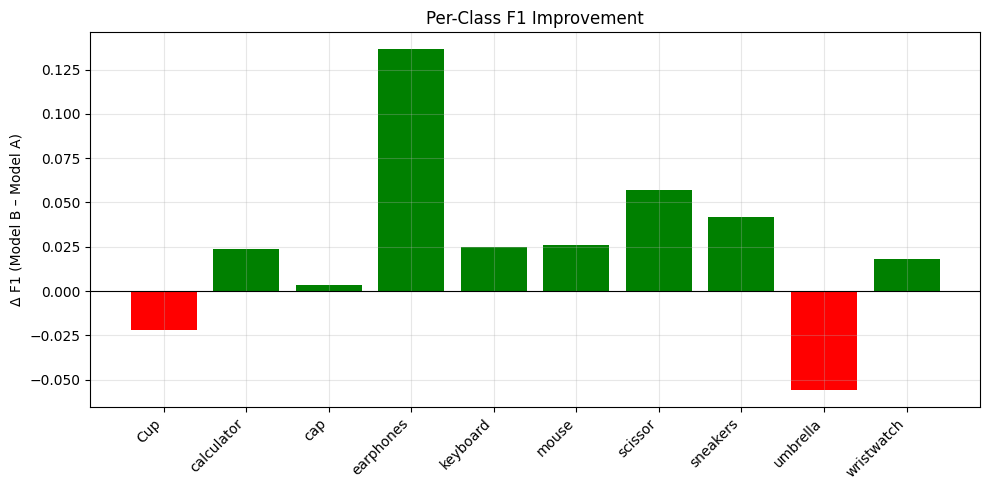 Per-Class F1 Improvement
Δ F1 (Model B – Model A)
0.125
0.100
0.075
0.050
0.025
0.000
−0.025
−0.050
Cup
calculator
cap
earphones
keyboard
mouse
scissor
sneakers
umbrella
wristwatch